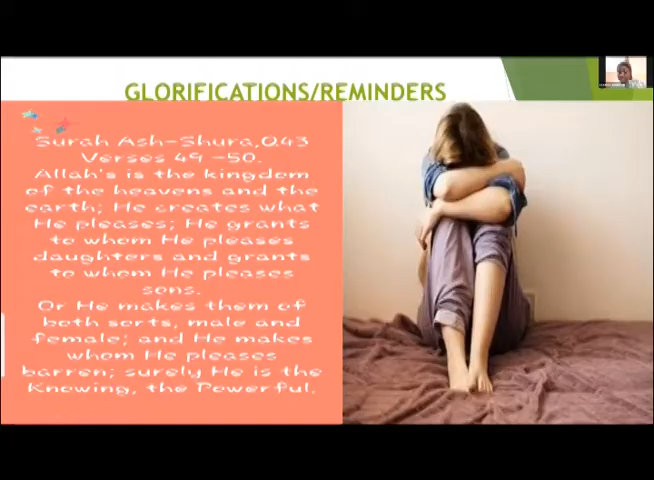 GLORIFICATIONS/REMINDERS
Surah Ash-Shura,Q43
Verses 49 -50.
Allah's is the kingdom
of the heavens and the
earth; He creates what
He pleases; He grants
to whom He pleases
daughters and grants
to whom He pleases
sons.
Or He makes them of
both sorts, male and
female; and He makes
whom He pleases
barren; surely He is the
Knowing, the Powerful.